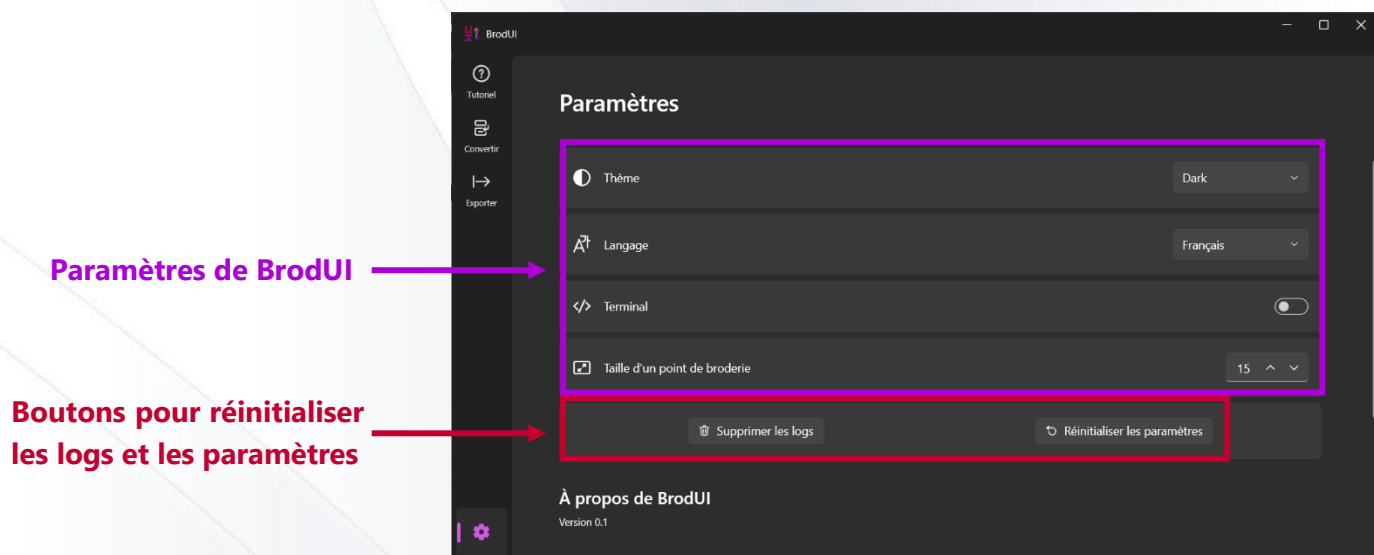 BrodUI
Tutoriel
Convertir
Exporter
Paramètres
Thème
Dark
Langage
Français
Terminal
Taille d'un point de broderie
15
Supprimer les logs
Réinitialiser les paramètres
À propos de BrodUI
Version 0.1
Paramètres de BrodUI
Boutons pour réinitialiser
les logs et les paramètres